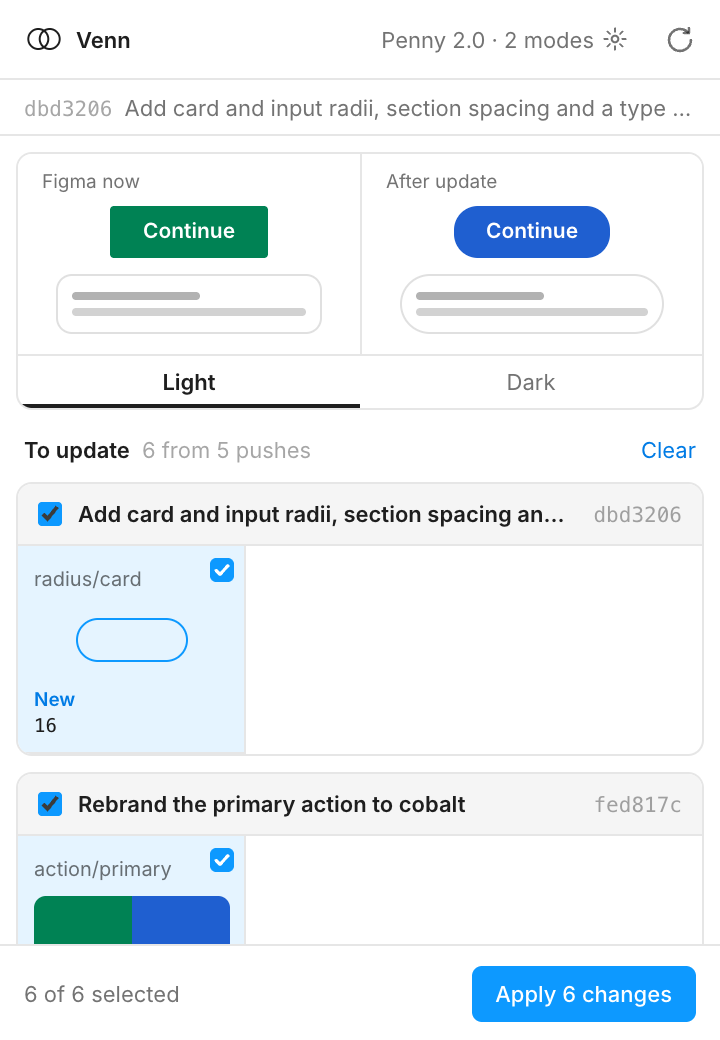 Venn
Penny 2.0 · 2 modes
dbd3206 Add card and input radii, section spacing and a type ...
Figma now
After update
Continue
Continue
Light
Dark
To update 6 from 5 pushes
Clear
Add card and input radii, section spacing an...
dbd3206
radius/card
New
16
Rebrand the primary action to cobalt
fed817c
action/primary
6 of 6 selected
Apply 6 changes